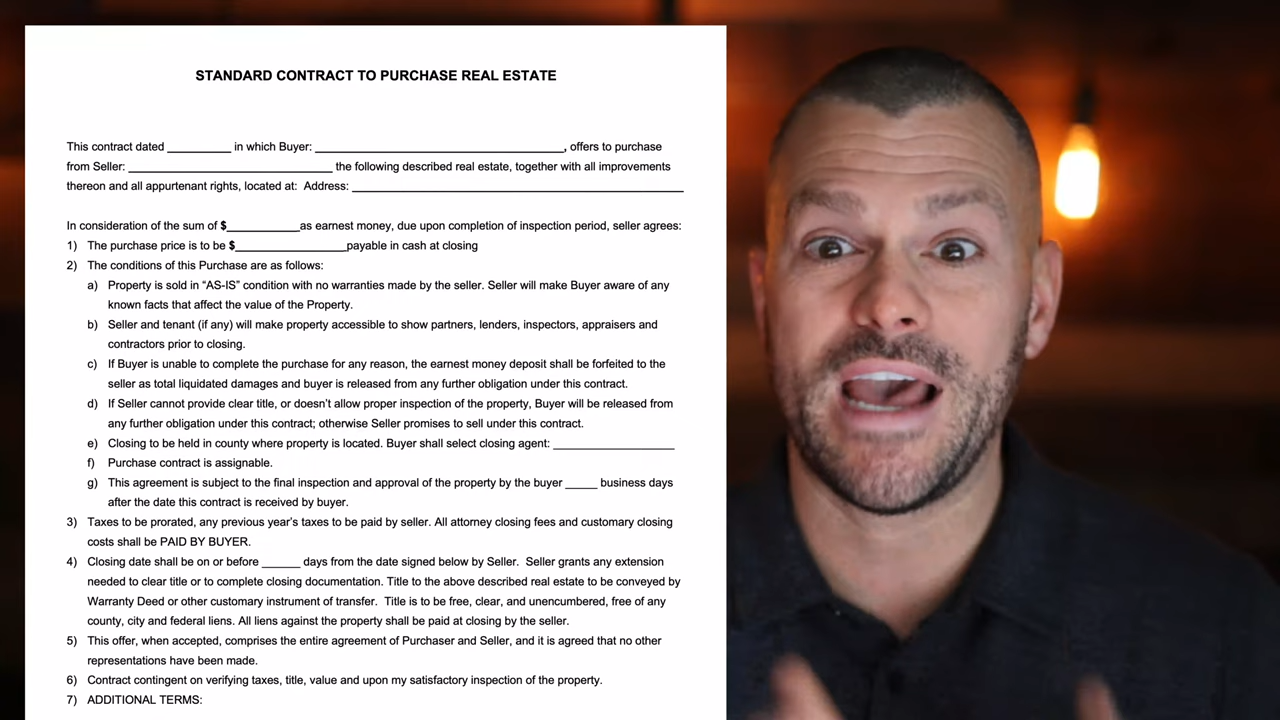 STANDARD CONTRACT TO PURCHASE REAL ESTATE
This contract dated __________ in which Buyer: ________________________________________, offers to purchase
from Seller: _________________________________ the following described real estate, together with all improvements
thereon and all appurtenant rights, located at: Address: ______________________________________________________
In consideration of the sum of $____________as earnest money, due upon completion of inspection period, seller agrees:
1) The purchase price is to be $__________________payable in cash at closing
2) The conditions of this Purchase are as follows:
a) Property is sold in “AS-IS” condition with no warranties made by the seller. Seller will make Buyer aware of any
known facts that affect the value of the Property.
b) Seller and tenant (if any) will make property accessible to show partners, lenders, inspectors, appraisers and
contractors prior to closing.
c) If Buyer is unable to complete the purchase for any reason, the earnest money deposit shall be forfeited to the
seller as total liquidated damages and buyer is released from any further obligation under this contract.
d) If Seller cannot provide clear title, or doesn’t allow proper inspection of the property, Buyer will be released from
any further obligation under this contract; otherwise Seller promises to sell under this contract.
e) Closing to be held in county where property is located. Buyer shall select closing agent: ____________________
f) Purchase contract is assignable.
g) This agreement is subject to the final inspection and approval of the property by the buyer _____ business days
after the date this contract is received by buyer.
3) Taxes to be prorated, any previous year’s taxes to be paid by seller. All attorney closing fees and customary closing
costs shall be PAID BY BUYER.
4) Closing date shall be on or before ______ days from the date signed below by Seller. Seller grants any extension
needed to clear title or to complete closing documentation. Title to the above described real estate to be conveyed by
Warranty Deed or other customary instrument of transfer. Title is to be free, clear, and unencumbered, free of any
county, city and federal liens. All liens against the property shall be paid at closing by the seller.
5) This offer, when accepted, comprises the entire agreement of Purchaser and Seller, and it is agreed that no other
representations have been made.
6) Contract contingent on verifying taxes, title, value and upon my satisfactory inspection of the property.
7) ADDITIONAL TERMS: